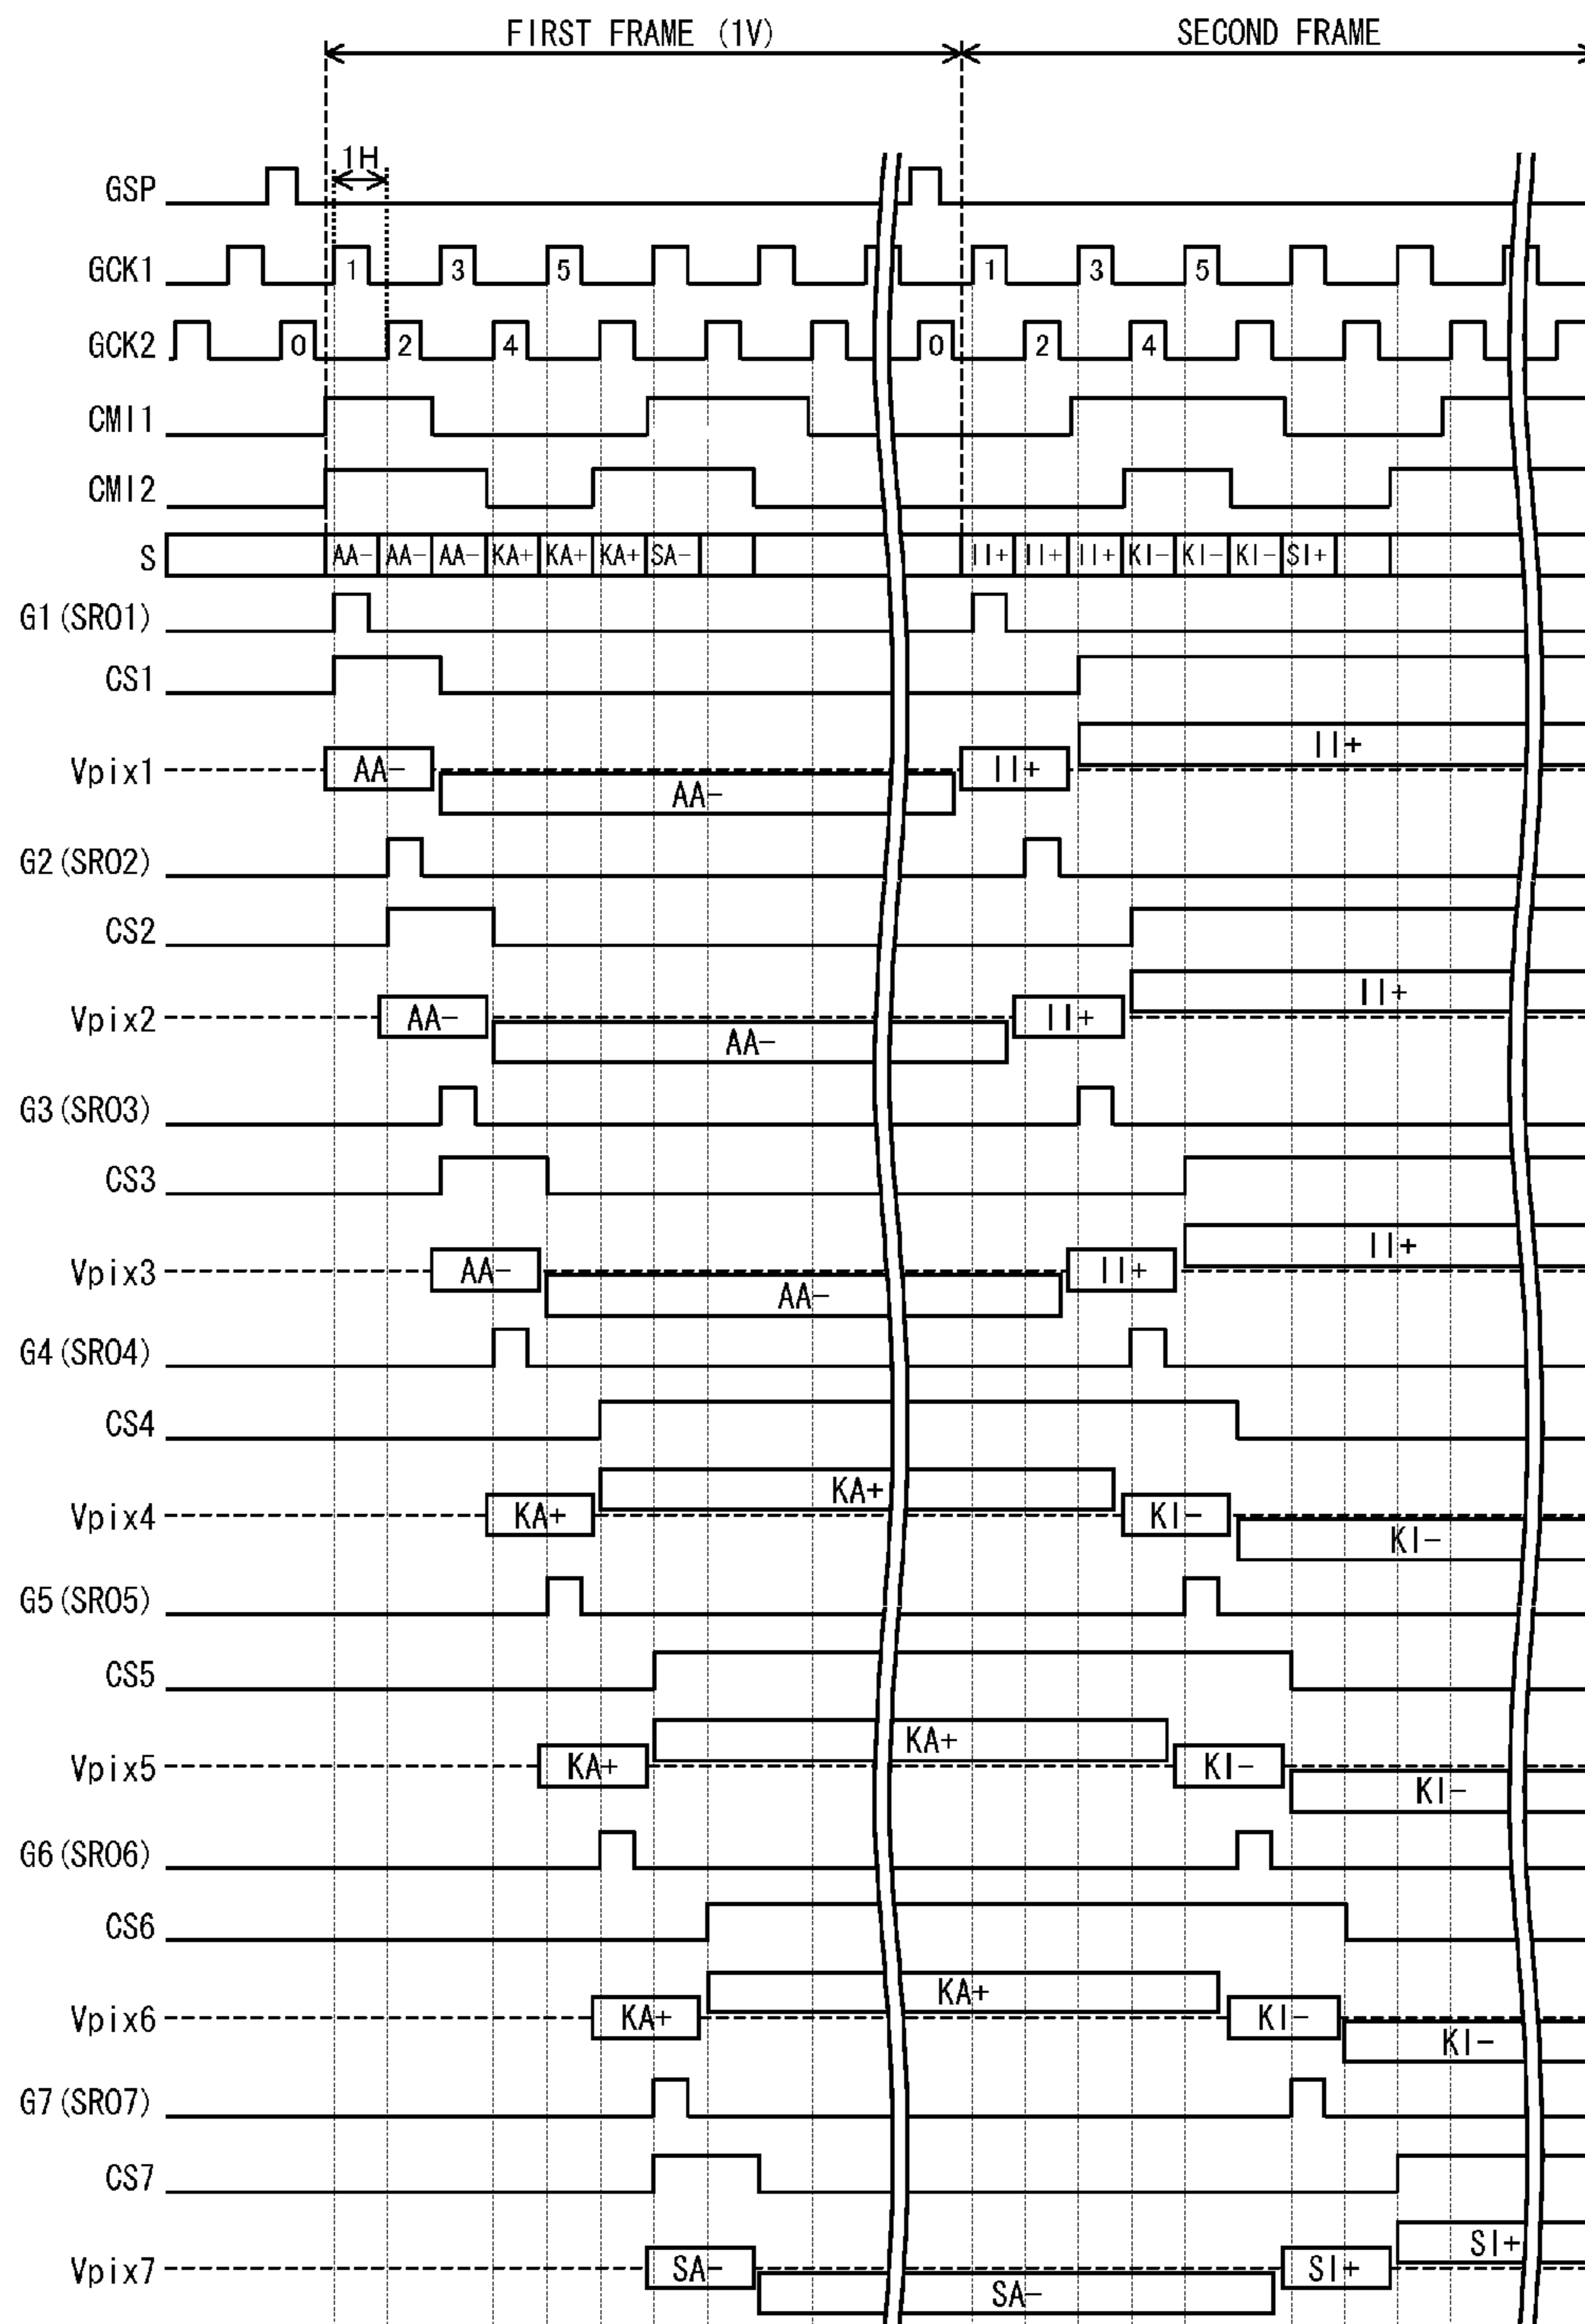 FIRST FRAME (1V) SECOND FRAME
1H
GSP
GCK1 1 3 5 1 3 5
GCK2 0 2 4 0 2 4
CMI1
CMI2
S AA- AA- AA- KA+ KA+ KA+ SA- II+ II+ II+ KI- KI- KI- SI+
G1(SRO1)
CS1
II+
Vpix1 AA- II+
AA-
G2(SRO2)
CS2
II+
Vpix2 AA- II+
AA-
G3(SRO3)
CS3
II+
Vpix3 AA- II+
AA-
G4(SRO4)
CS4
KA+
Vpix4 KA+ KI-
KI-
G5(SRO5)
CS5
KA+
Vpix5 KA+ KI-
KI-
G6(SRO6)
CS6
KA+
Vpix6 KA+ KI-
KI-
G7(SRO7)
CS7
SI+
Vpix7 SA- SI+
SA-